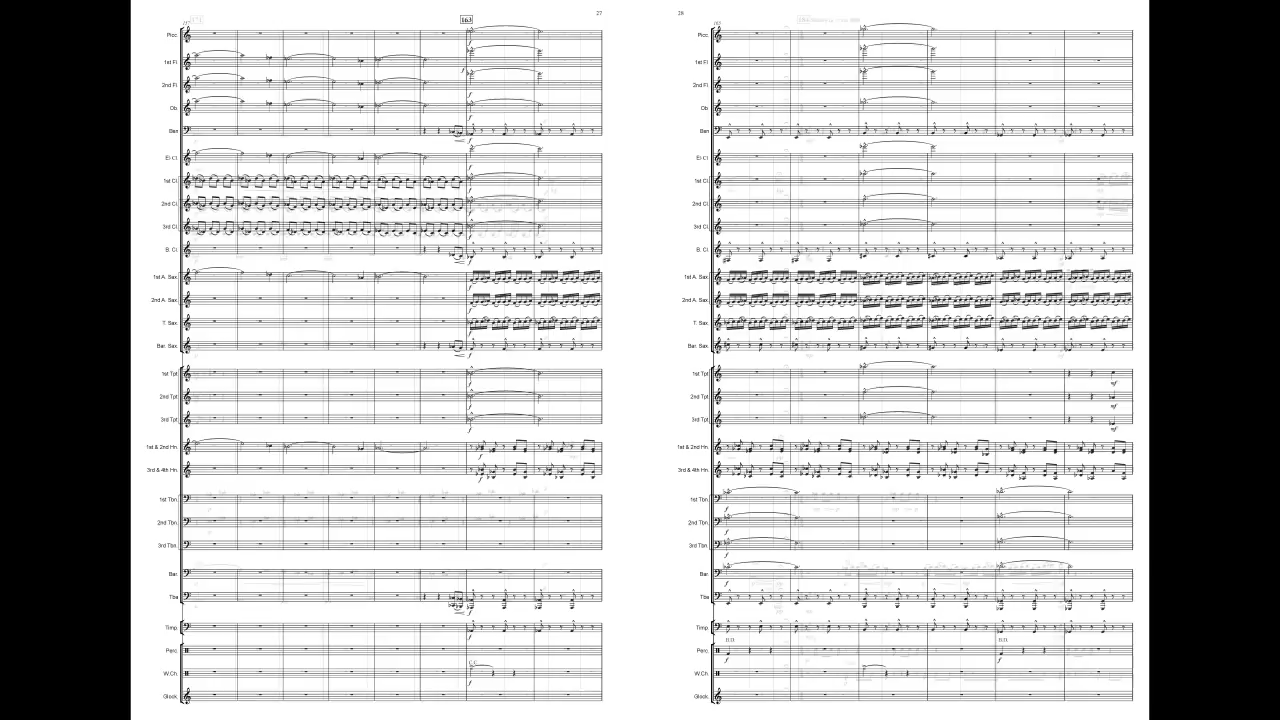 27
157
163
Picc.
1st Fl.
2nd Fl.
Ob.
Bsn
E♭ Cl.
1st Cl.
2nd Cl.
3rd Cl.
B. Cl.
1st A. Sax.
2nd A. Sax.
T. Sax.
Bar. Sax.
1st Tpt
2nd Tpt
3rd Tpt
1st & 2nd Hn.
3rd & 4th Hn.
1st Tbn.
2nd Tbn.
3rd Tbn.
Bar.
Tba
Timp.
Perc.
C.C.
W.Ch.
Glock.
28
165
Picc.
1st Fl.
2nd Fl.
Ob.
Bsn
E♭ Cl.
1st Cl.
2nd Cl.
3rd Cl.
B. Cl.
1st A. Sax.
2nd A. Sax.
T. Sax.
Bar. Sax.
1st Tpt
mf
2nd Tpt
mf
3rd Tpt
mf
1st & 2nd Hn.
3rd & 4th Hn.
1st Tbn.
2nd Tbn.
3rd Tbn.
Bar.
Tba
Timp.
B.D. B.D.
Perc.
W.Ch.
Glock.